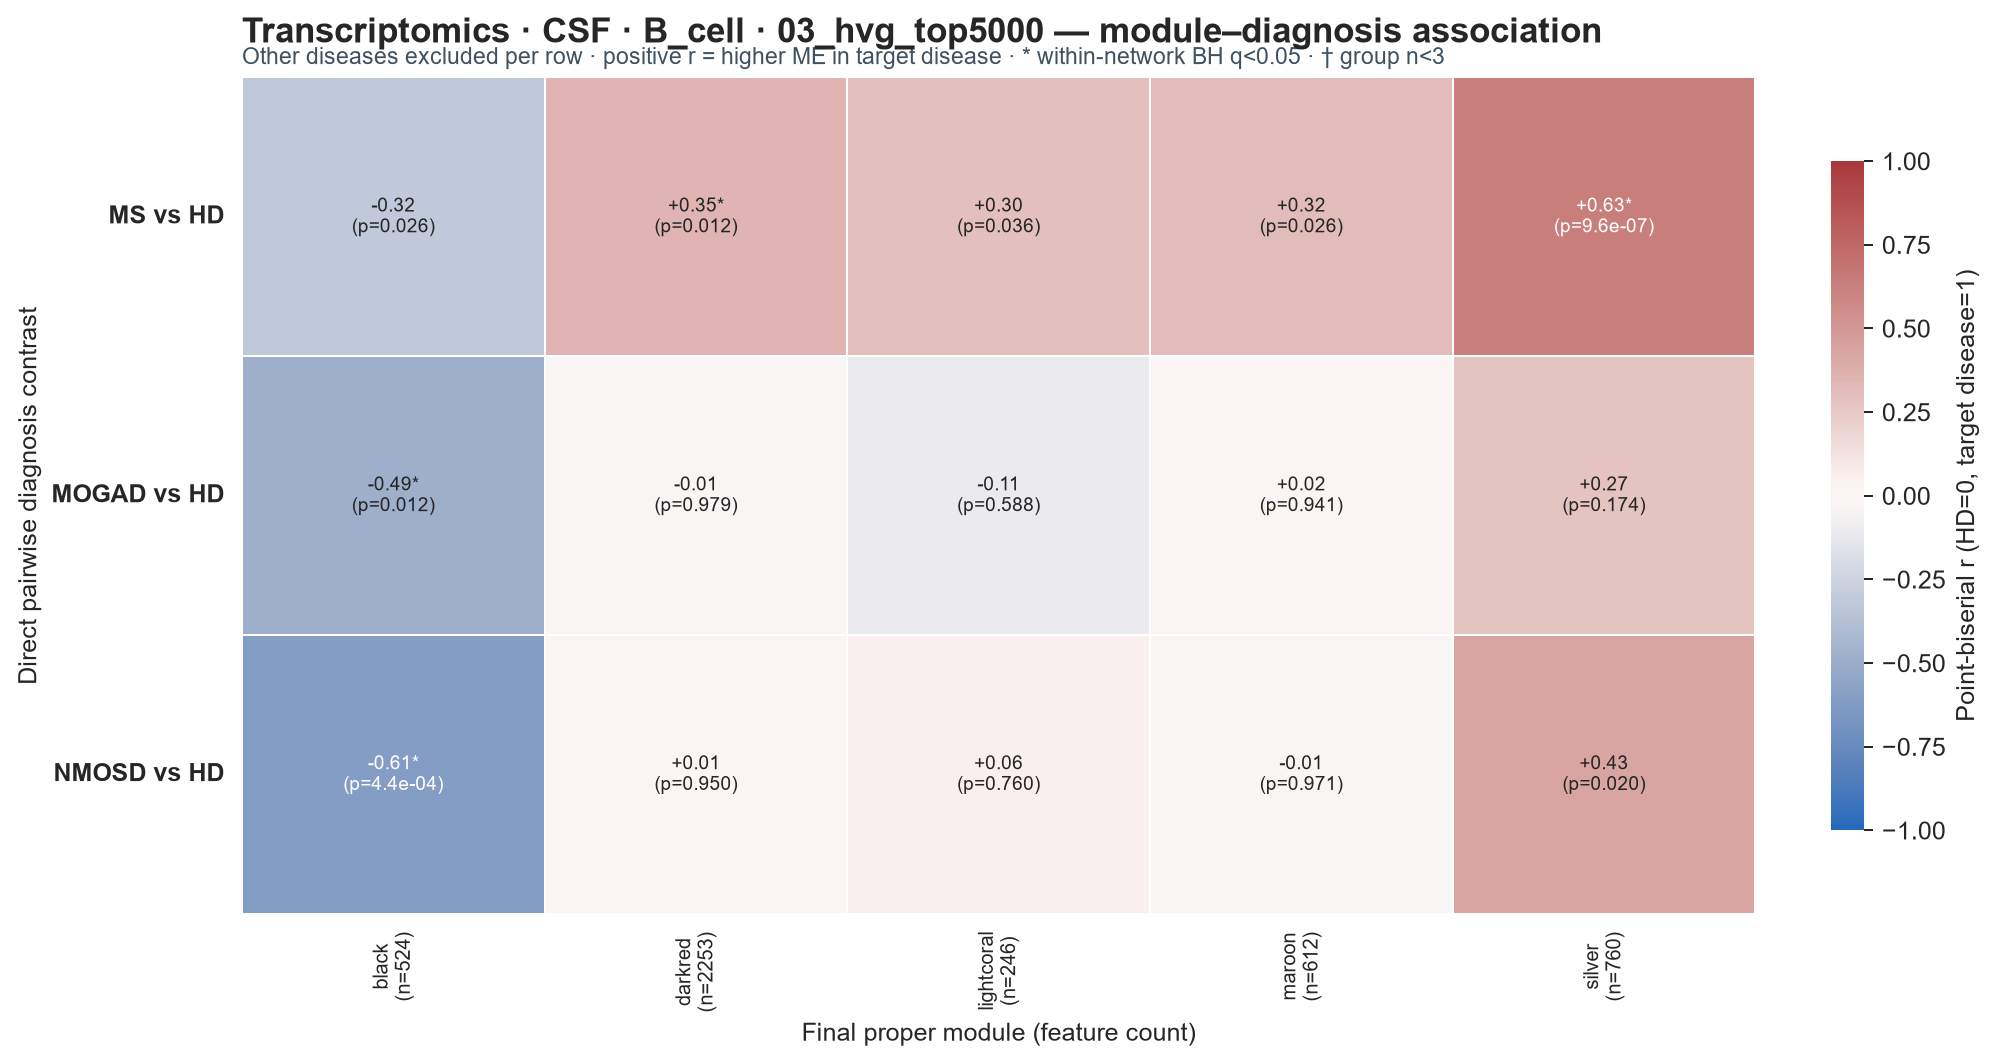 Transcriptomics · CSF · B_cell · 03_hvg_top5000 — module–diagnosis association
Other diseases excluded per row · positive r = higher ME in target disease · * within-network BH q<0.05 · † group n<3
Direct pairwise diagnosis contrast
MS vs HD
-0.32
(p=0.026)
+0.35*
(p=0.012)
+0.30
(p=0.036)
+0.32
(p=0.026)
+0.63*
(p=9.6e-07)
MOGAD vs HD
-0.49*
(p=0.012)
-0.01
(p=0.979)
-0.11
(p=0.588)
+0.02
(p=0.941)
+0.27
(p=0.174)
NMOSD vs HD
-0.61*
(p=4.4e-04)
+0.01
(p=0.950)
+0.06
(p=0.760)
-0.01
(p=0.971)
+0.43
(p=0.020)
black
(n=524)
darkred
(n=2253)
lightcoral
(n=246)
maroon
(n=612)
silver
(n=760)
Final proper module (feature count)
1.00
0.75
0.50
0.25
0.00
−0.25
−0.50
−0.75
−1.00
Point-biserial r (HD=0, target disease=1)